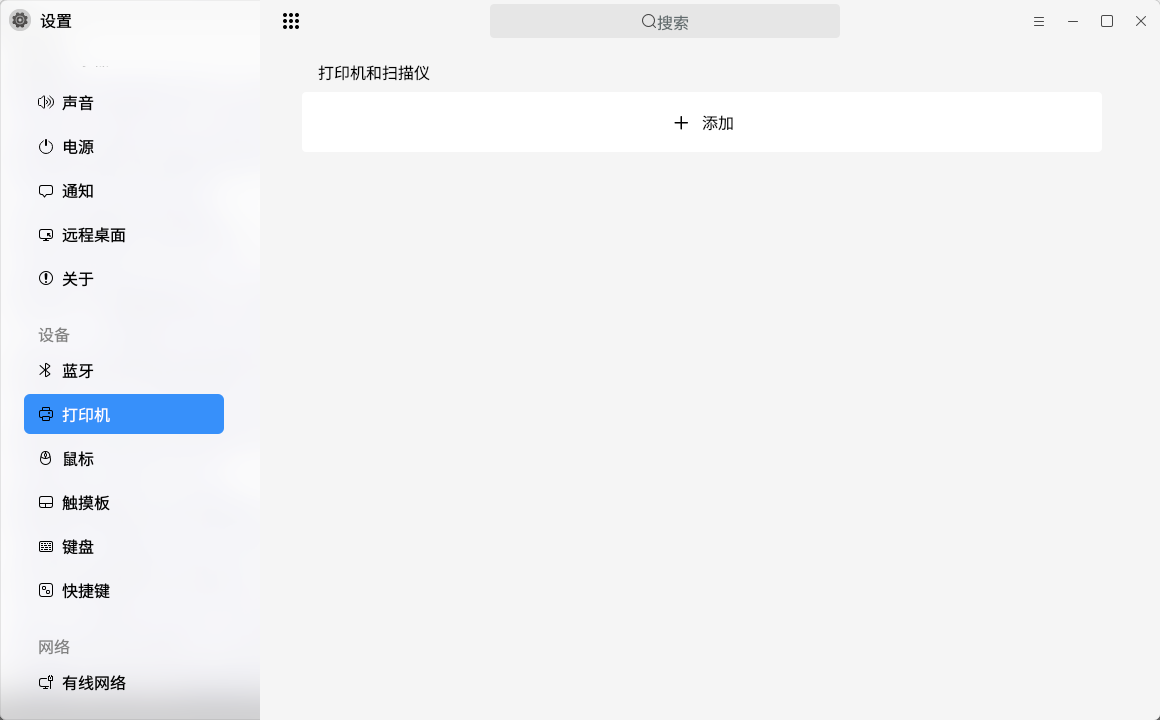 设置
搜索
声音
电源
通知
远程桌面
关于
设备
蓝牙
打印机
鼠标
触摸板
键盘
快捷键
网络
有线网络
打印机和扫描仪
添加